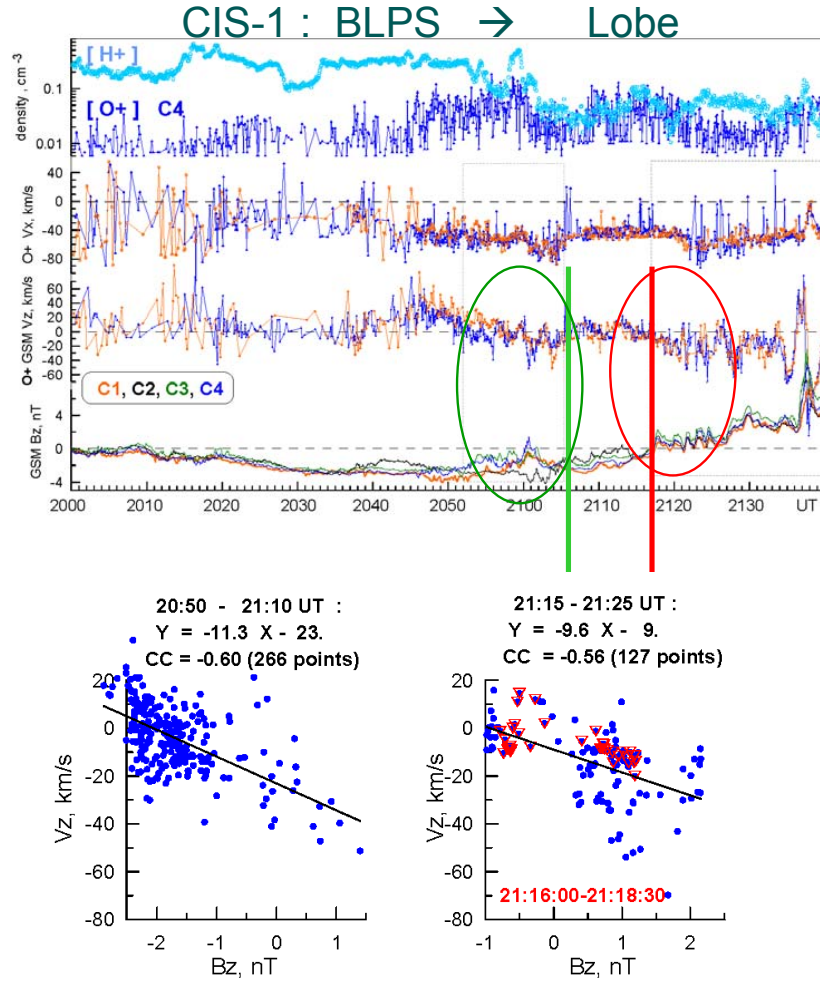 CIS-1 : BLPS → Lobe
[ H+ ]
[ O+ ] C4
density , cm⁻³
0.1
0.01
O+ Vx, km/s
40
0
-40
-80
O+ GSM Vz, km/s
60
40
20
0
-20
-40
-60
C1, C2, C3, C4
GSM Bz, nT
4
0
-4
2000 2010 2020 2030 2040 2050 2100 2110 2120 2130 UT
20:50 - 21:10 UT :
Y = -11.3 X - 23.
CC = -0.60 (266 points)
Vz, km/s
20
0
-20
-40
-60
-80
-2 -1 0 1
Bz, nT
21:15 - 21:25 UT :
Y = -9.6 X - 9.
CC = -0.56 (127 points)
Vz, km/s
20
0
-20
-40
-60
-80
21:16:00-21:18:30
-1 0 1 2
Bz, nT